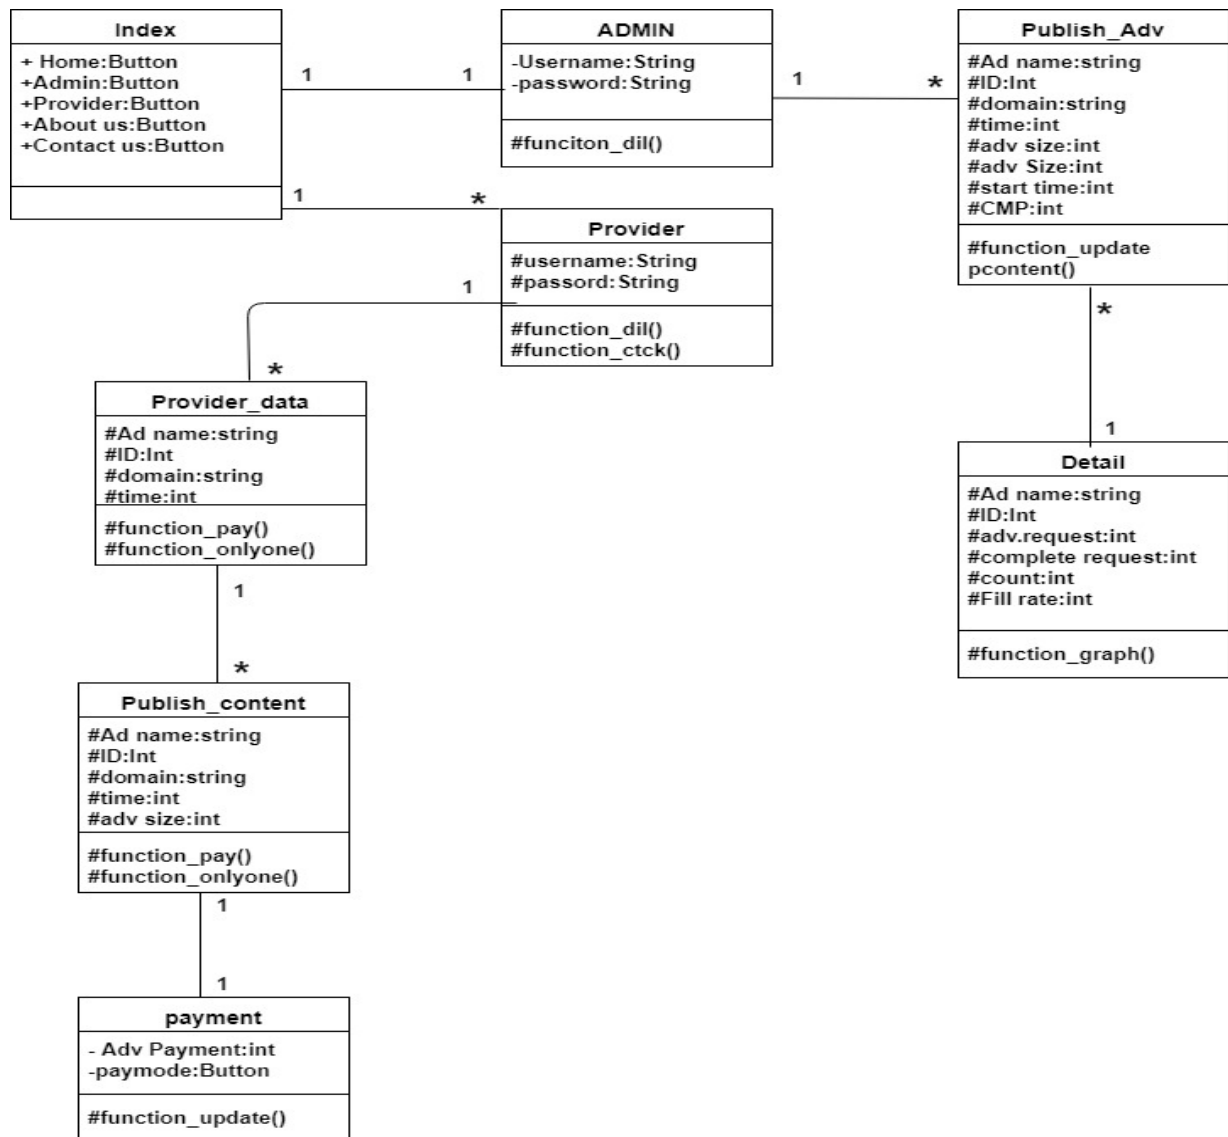 Index
+ Home:Button
+Admin:Button
+Provider:Button
+About us:Button
+Contact us:Button
1
1
ADMIN
-Username:String
-password:String
#funciton_dil()
1
*
Publish_Adv
#Ad name:string
#ID:Int
#domain:string
#time:int
#adv size:int
#adv Size:int
#start time:int
#CMP:int
#function_update
pcontent()
1
*
Provider
#username:String
#passord:String
#function_dil()
#function_ctck()
1
*
*
1
Provider_data
#Ad name:string
#ID:Int
#domain:string
#time:int
#function_pay()
#function_onlyone()
Detail
#Ad name:string
#ID:Int
#adv.request:int
#complete request:int
#count:int
#Fill rate:int
#function_graph()
1
*
Publish_content
#Ad name:string
#ID:Int
#domain:string
#time:int
#adv size:int
#function_pay()
#function_onlyone()
1
1
payment
- Adv Payment:int
-paymode:Button
#function_update()